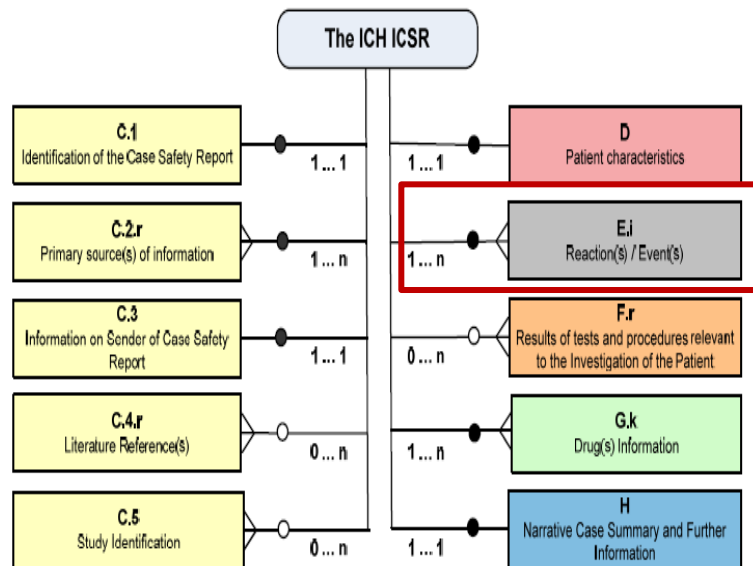 The ICH ICSR
C.1
Identification of the Case Safety Report
1 ... 1
C.2.r
Primary source(s) of information
1 ... n
C.3
Information on Sender of Case Safety
Report
1 ... 1
C.4.r
Literature Reference(s)
0 ... n
C.5
Study Identification
0 ... n
D
Patient characteristics
1 ... 1
E.i
Reaction(s) / Event(s)
1 ... n
F.r
Results of tests and procedures relevant
to the Investigation of the Patient
0 ... n
G.k
Drug(s) Information
1 ... n
H
Narrative Case Summary and Further
Information
1 ... 1